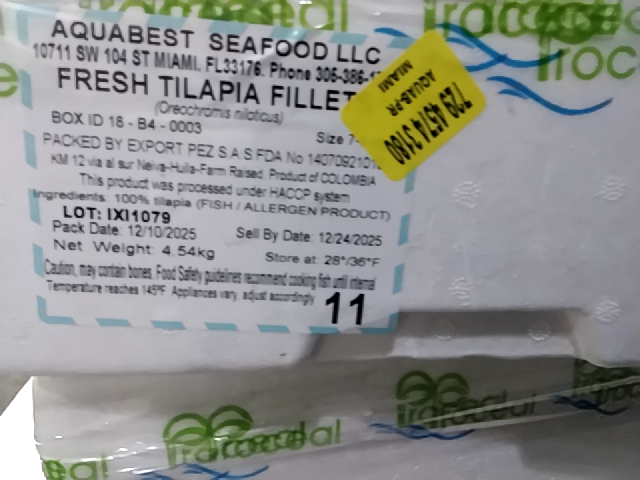 AQUABEST SEAFOOD LLC
10711 SW 104 ST MIAMI, FL33176. Phone 305-386-
FRESH TILAPIA FILLET
(Oreochromis niloticus)
BOX ID 18 - B4 - 0003
Size 7-
PACKED BY EXPORT PEZ S.A.S.FDA No 140709210
KM 12 via al sur Neiva-Huila-Farm Raised. Product of COLOMBIA
This product was processed under HACCP system
Ingredients: 100% tilapia (FISH / ALLERGEN PRODUCT)
LOT: IXI1079
Pack Date: 12/10/2025
Sell By Date: 12/24/2025
Net Weight: 4.54kg
Store at: 28°/36°F
Caution, may contain bones. Food Safety guidelines recommend cooking fish until internal
Temperature reaches 145°F. Appliances vary, adjust accordingly
11
729 4574 3180
AQUAB-PR
MIAMI